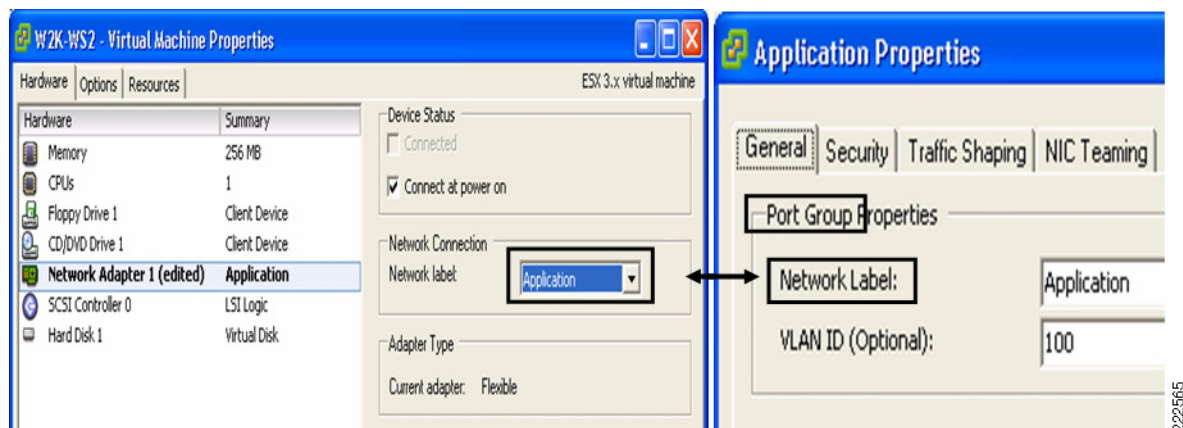 W2K-WS2 - Virtual Machine Properties
Hardware Options Resources ESX 3.x virtual machine
Hardware Summary
Memory 256 MB
CPUs 1
Floppy Drive 1 Client Device
CD/DVD Drive 1 Client Device
Network Adapter 1 (edited) Application
SCSI Controller 0 LSI Logic
Hard Disk 1 Virtual Disk
Device Status
Connected
Connect at power on
Network Connection
Network label: Application
Adapter Type
Current adapter: Flexible
Application Properties
General Security Traffic Shaping NIC Teaming
Port Group Properties
Network Label: Application
VLAN ID (Optional): 100
222565